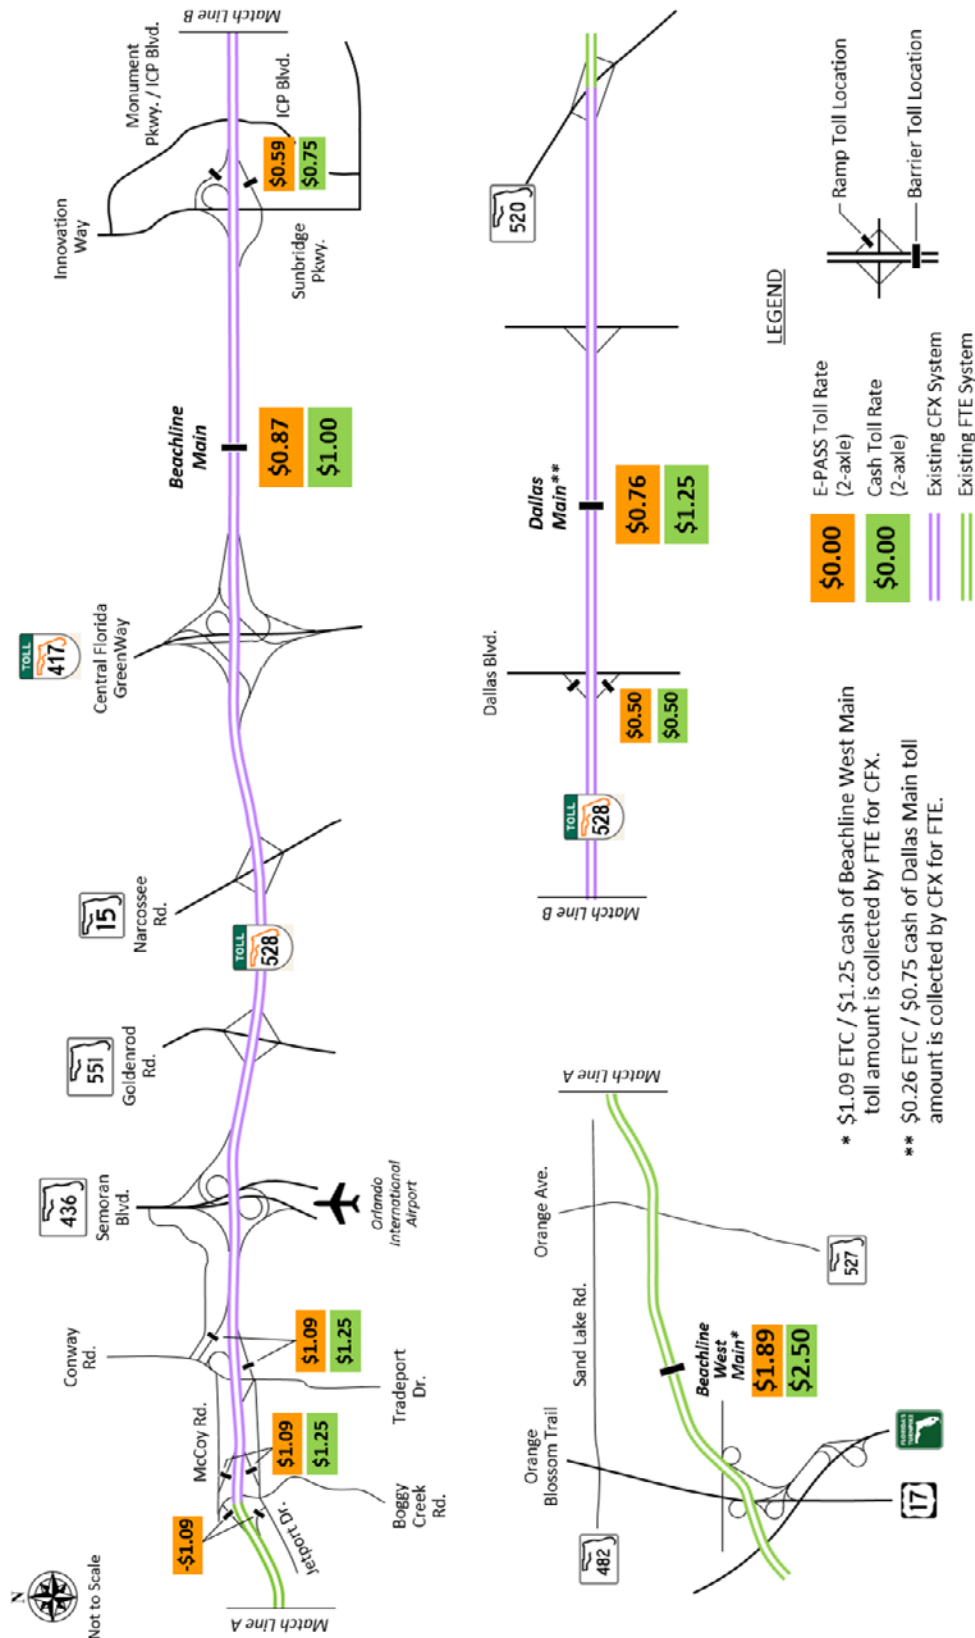 N
Not to Scale
Match Line A
-$1.09
Jetport Dr.
McCoy Rd.
$1.09
$1.25
Boggy
Creek
Rd.
Conway
Rd.
$1.09
$1.25
Tradeport
Dr.
436
Semoran
Blvd.
Orlando
International
Airport
551
Goldenrod
Rd.
TOLL
528
15
Narcossee
Rd.
TOLL
417
Central Florida
GreenWay
Beachline
Main
$0.87
$1.00
Innovation
Way
Sunbridge
Pkwy.
Monument
Pkwy. / ICP Blvd.
ICP Blvd.
$0.59
$0.75
Match Line B
482
Orange
Blossom Trail
17
FLORIDA'S
TURNPIKE
Sand Lake Rd.
Beachline
West
Main*
$1.89
$2.50
Orange Ave.
527
Match Line A
Match Line B
TOLL
528
Dallas Blvd.
$0.50
$0.50
Dallas
Main**
$0.76
$1.25
520
* $1.09 ETC / $1.25 cash of Beachline West Main
toll amount is collected by FTE for CFX.
** $0.26 ETC / $0.75 cash of Dallas Main toll
amount is collected by CFX for FTE.
LEGEND
$0.00
E-PASS Toll Rate
(2-axle)
$0.00
Cash Toll Rate
(2-axle)
Existing CFX System
Existing FTE System
Ramp Toll Location
Barrier Toll Location